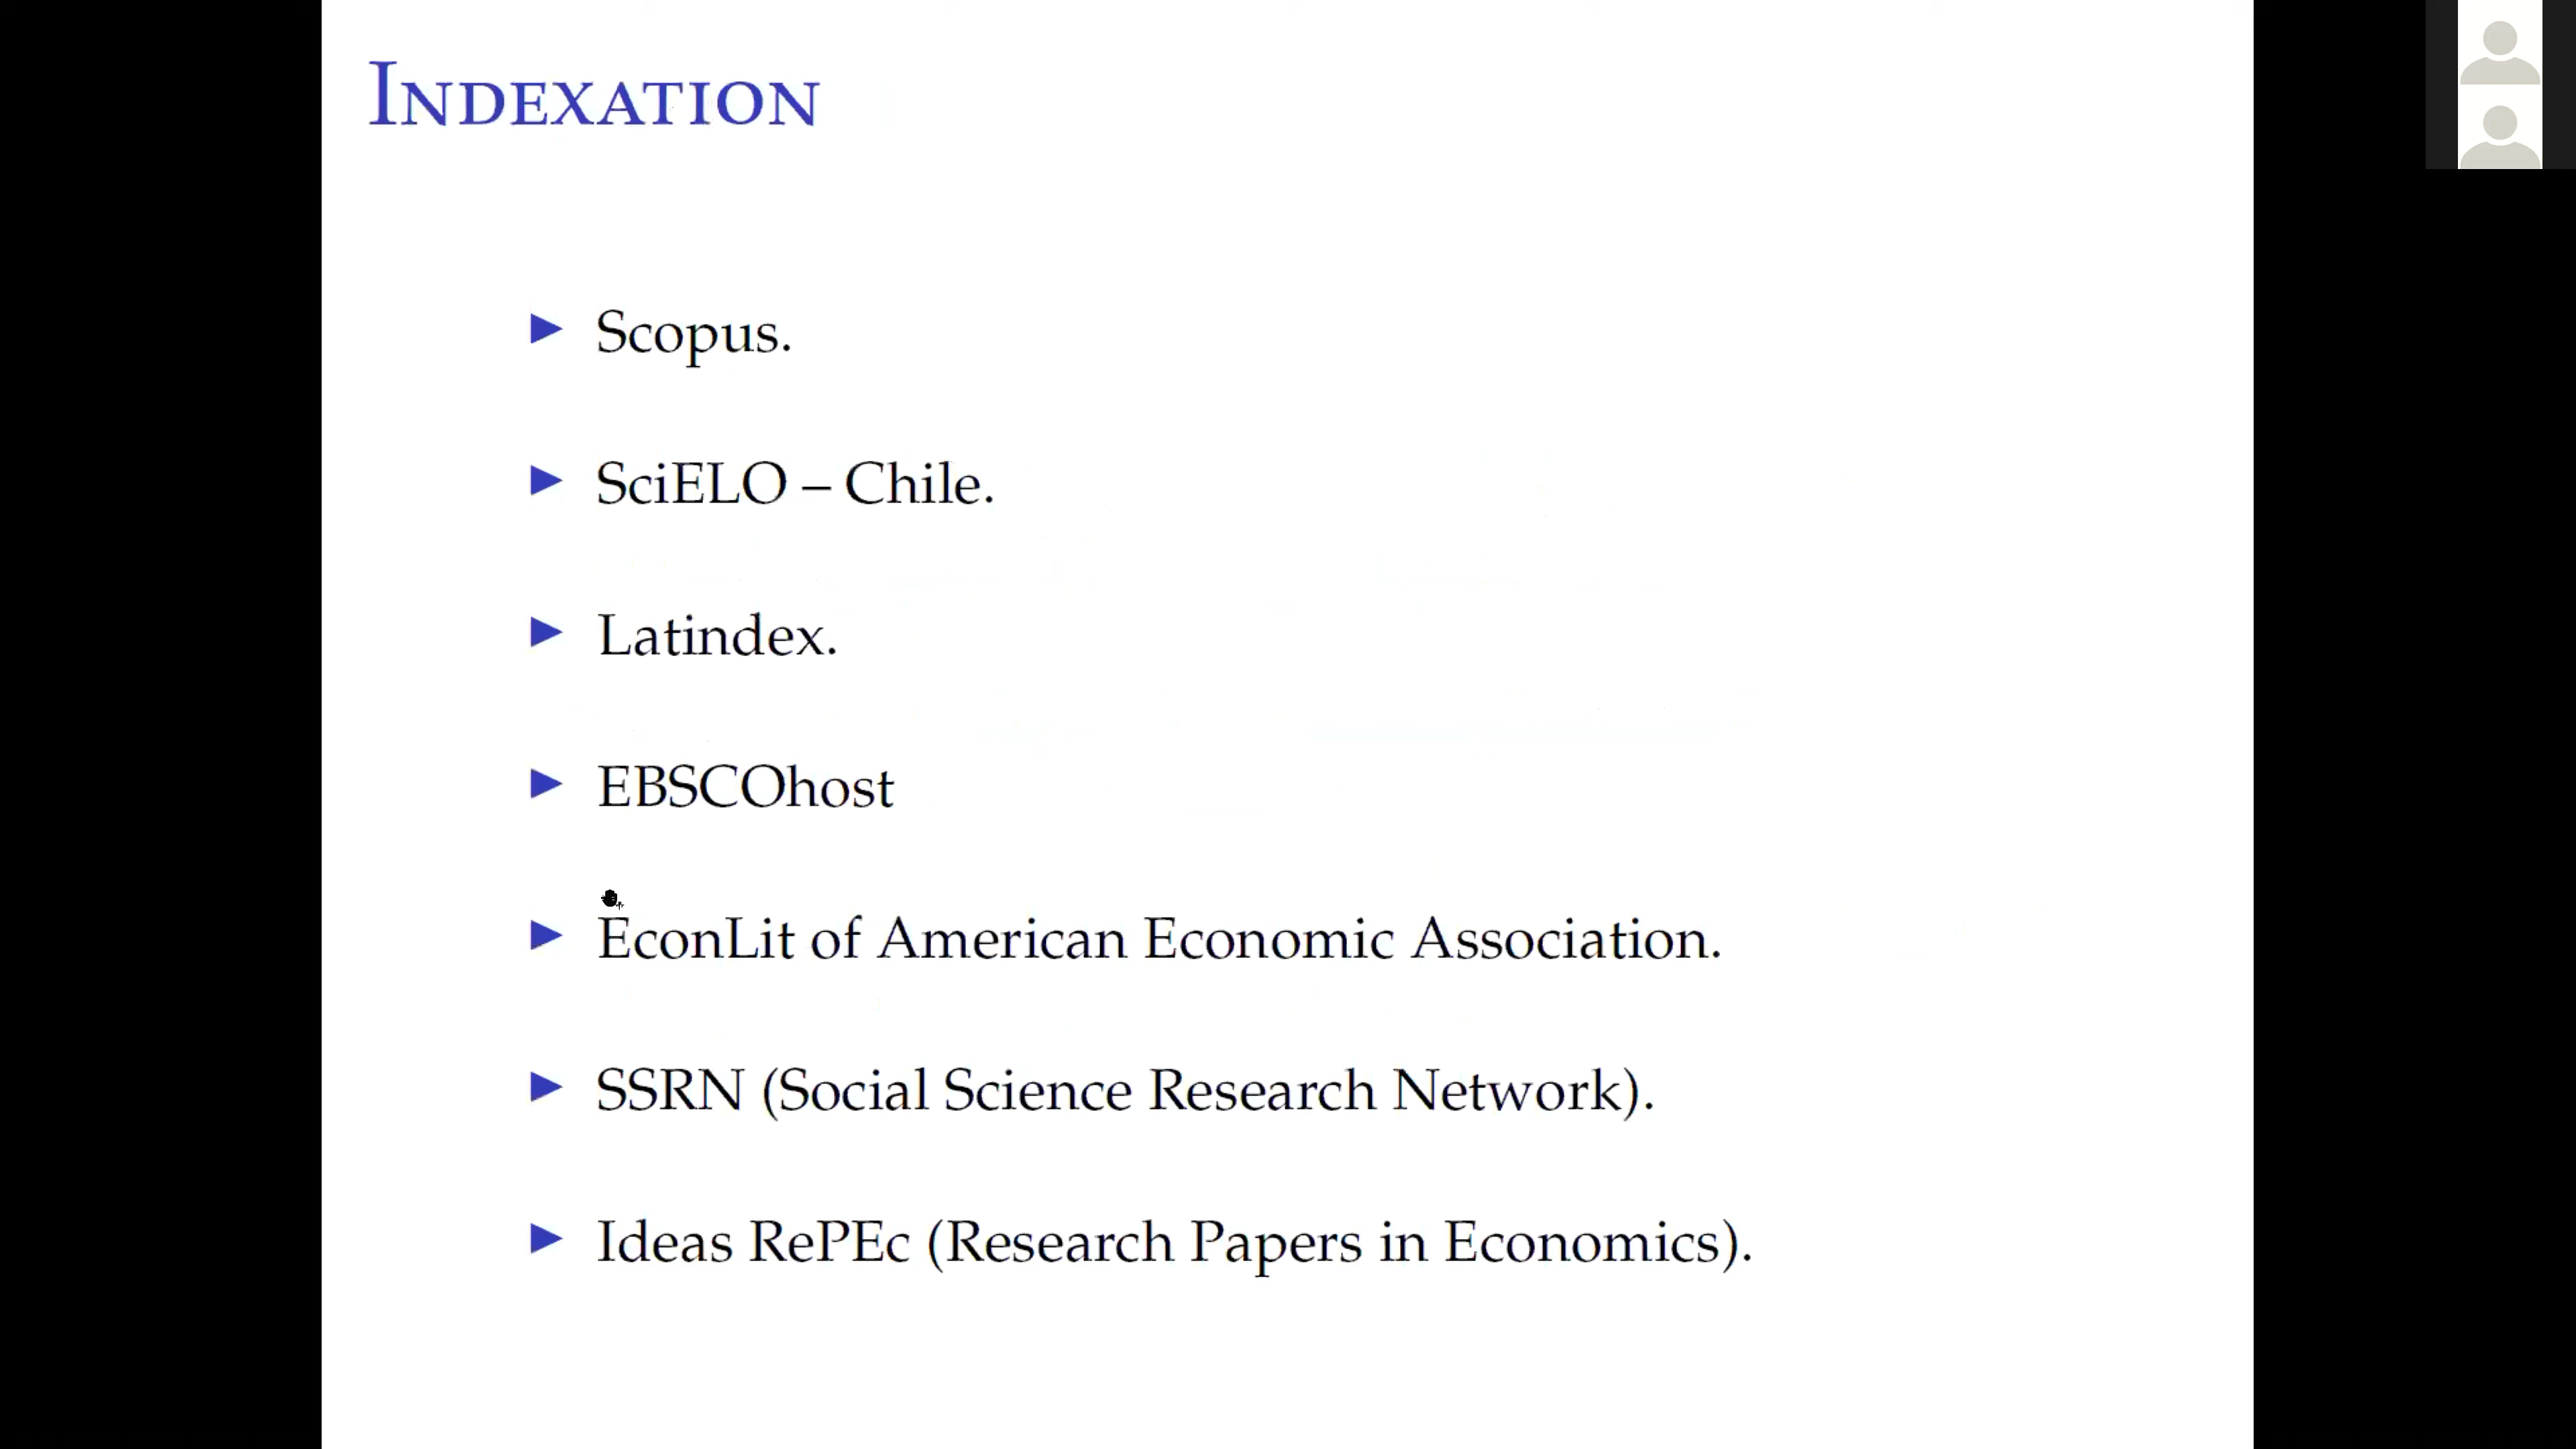 INDEXATION
Scopus.
SciELO – Chile.
Latindex.
EBSCOhost
EconLit of American Economic Association.
SSRN (Social Science Research Network).
Ideas RePEc (Research Papers in Economics).